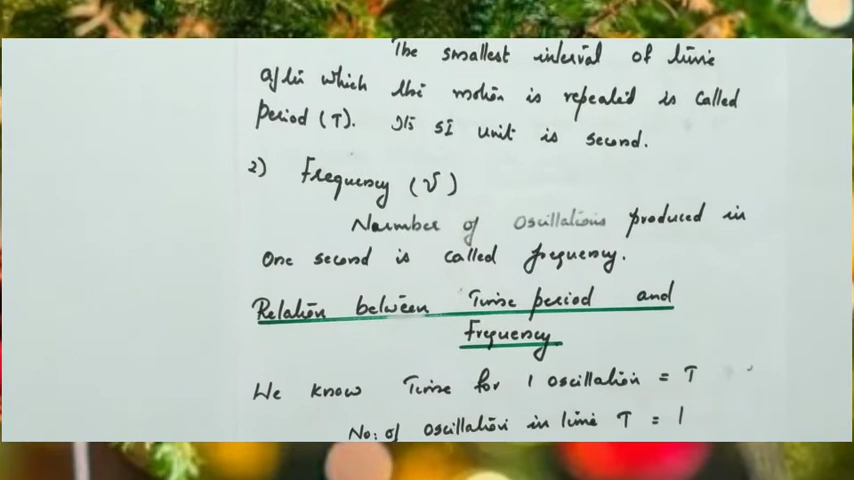 The smallest interval of time
after which the motion is repeated is called
Period (T). Its SI unit is second.
2) Frequency (ν)
Number of oscillations produced in
One second is called frequency.
Relation between Time period and
Frequency
We know Time for 1 oscillation = T
No: of oscillation in time T = 1